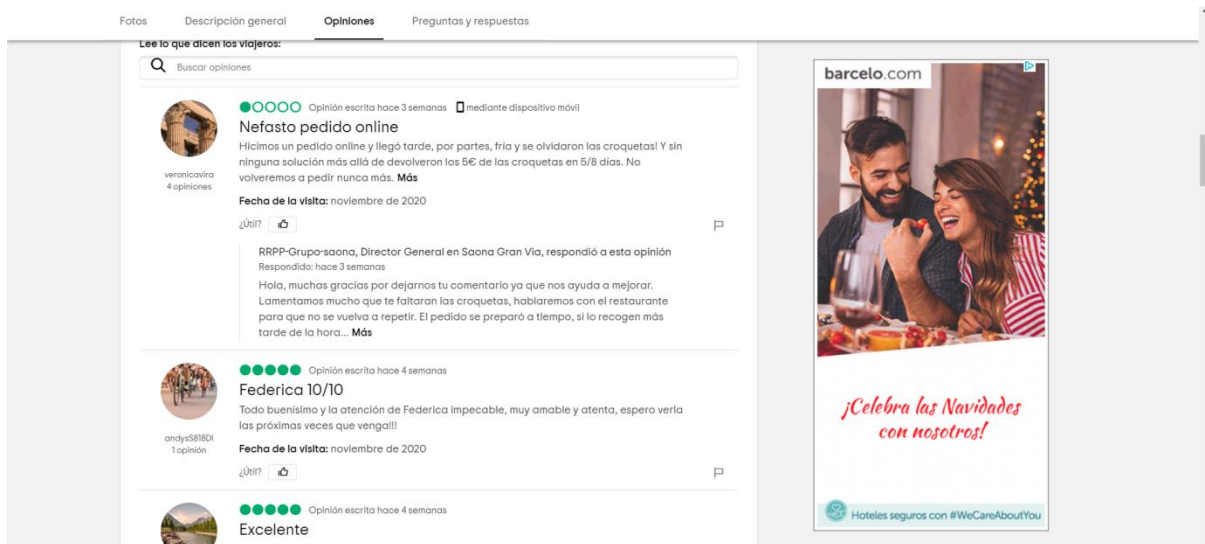 Fotos
Descripción general
Opiniones
Preguntas y respuestas
Lee lo que dicen los viajeros:
Buscar opiniones
Opinión escrita hace 3 semanas mediante dispositivo móvil
Nefasto pedido online
Hicimos un pedido online y llegó tarde, por partes, fría y se olvidaron las croquetas! Y sin
ninguna solución más allá de devolveron los 5€ de las croquetas en 5/8 días. No
volveremos a pedir nunca más. Más
veronicavira
4 opiniones
Fecha de la visita: noviembre de 2020
¿Útil?
RRPP-Grupo-saona, Director General en Saona Gran Via, respondió a esta opinión
Respondido: hace 3 semanas
Hola, muchas gracias por dejarnos tu comentario ya que nos ayuda a mejorar.
Lamentamos mucho que te faltaran las croquetas, hablaremos con el restaurante
para que no se vuelva a repetir. El pedido se preparó a tiempo, si lo recogen más
tarde de la hora... Más
Opinión escrita hace 4 semanas
Federica 10/10
Todo buenísimo y la atención de Federica impecable, muy amable y atenta, espero verla
las próximas veces que venga!!!
andysS818DI
1 opinión
Fecha de la visita: noviembre de 2020
¿Útil?
Opinión escrita hace 4 semanas
Excelente
barcelo.com
¡Celebra las Navidades
con nosotros!
Hoteles seguros con #WeCareAboutYou